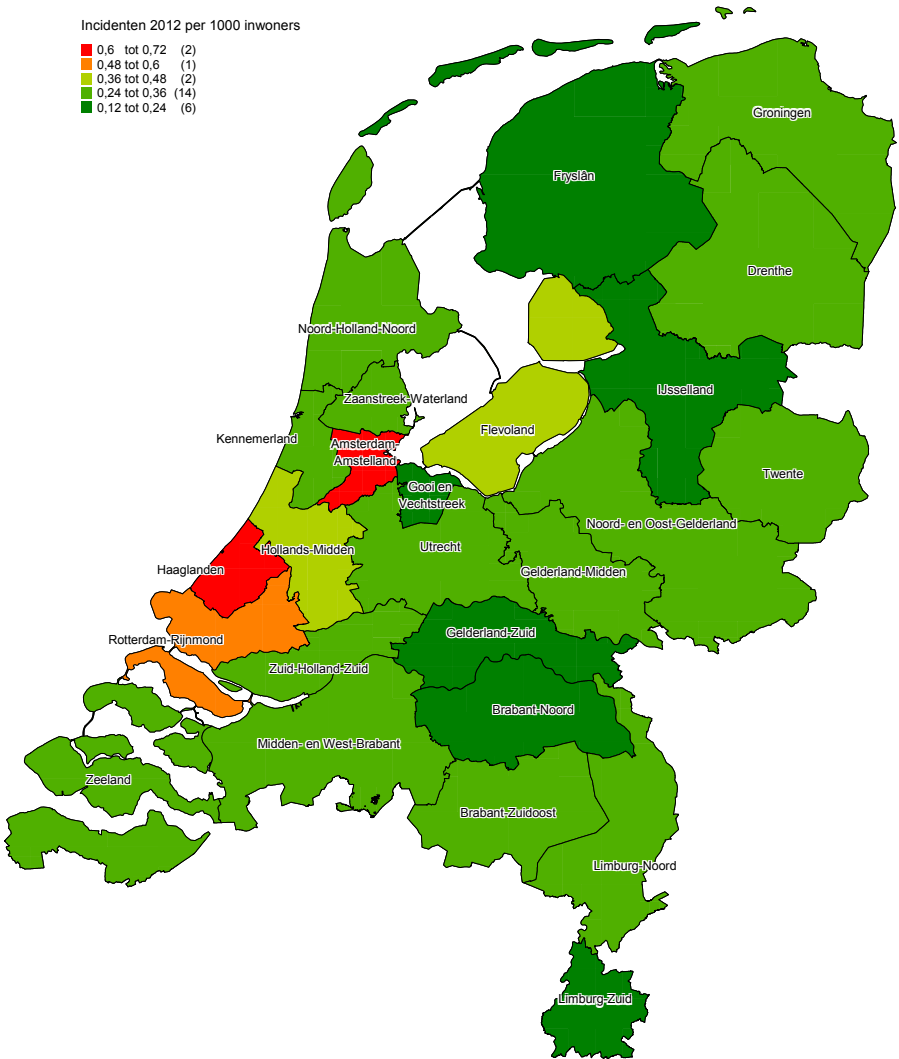 Incidenten 2012 per 1000 inwoners
0,6 tot 0,72 (2)
0,48 tot 0,6 (1)
0,36 tot 0,48 (2)
0,24 tot 0,36 (14)
0,12 tot 0,24 (6)
Groningen
Fryslân
Drenthe
Noord-Holland-Noord
IJsselland
Zaanstreek-Waterland
Flevoland
Kennemerland
Amsterdam-
Amstelland
Twente
Gooi en
Vechtstreek
Noord- en Oost-Gelderland
Utrecht
Hollands-Midden
Haaglanden
Gelderland-Midden
Gelderland-Zuid
Rotterdam-Rijnmond
Zuid-Holland-Zuid
Brabant-Noord
Midden- en West-Brabant
Zeeland
Brabant-Zuidoost
Limburg-Noord
Limburg-Zuid